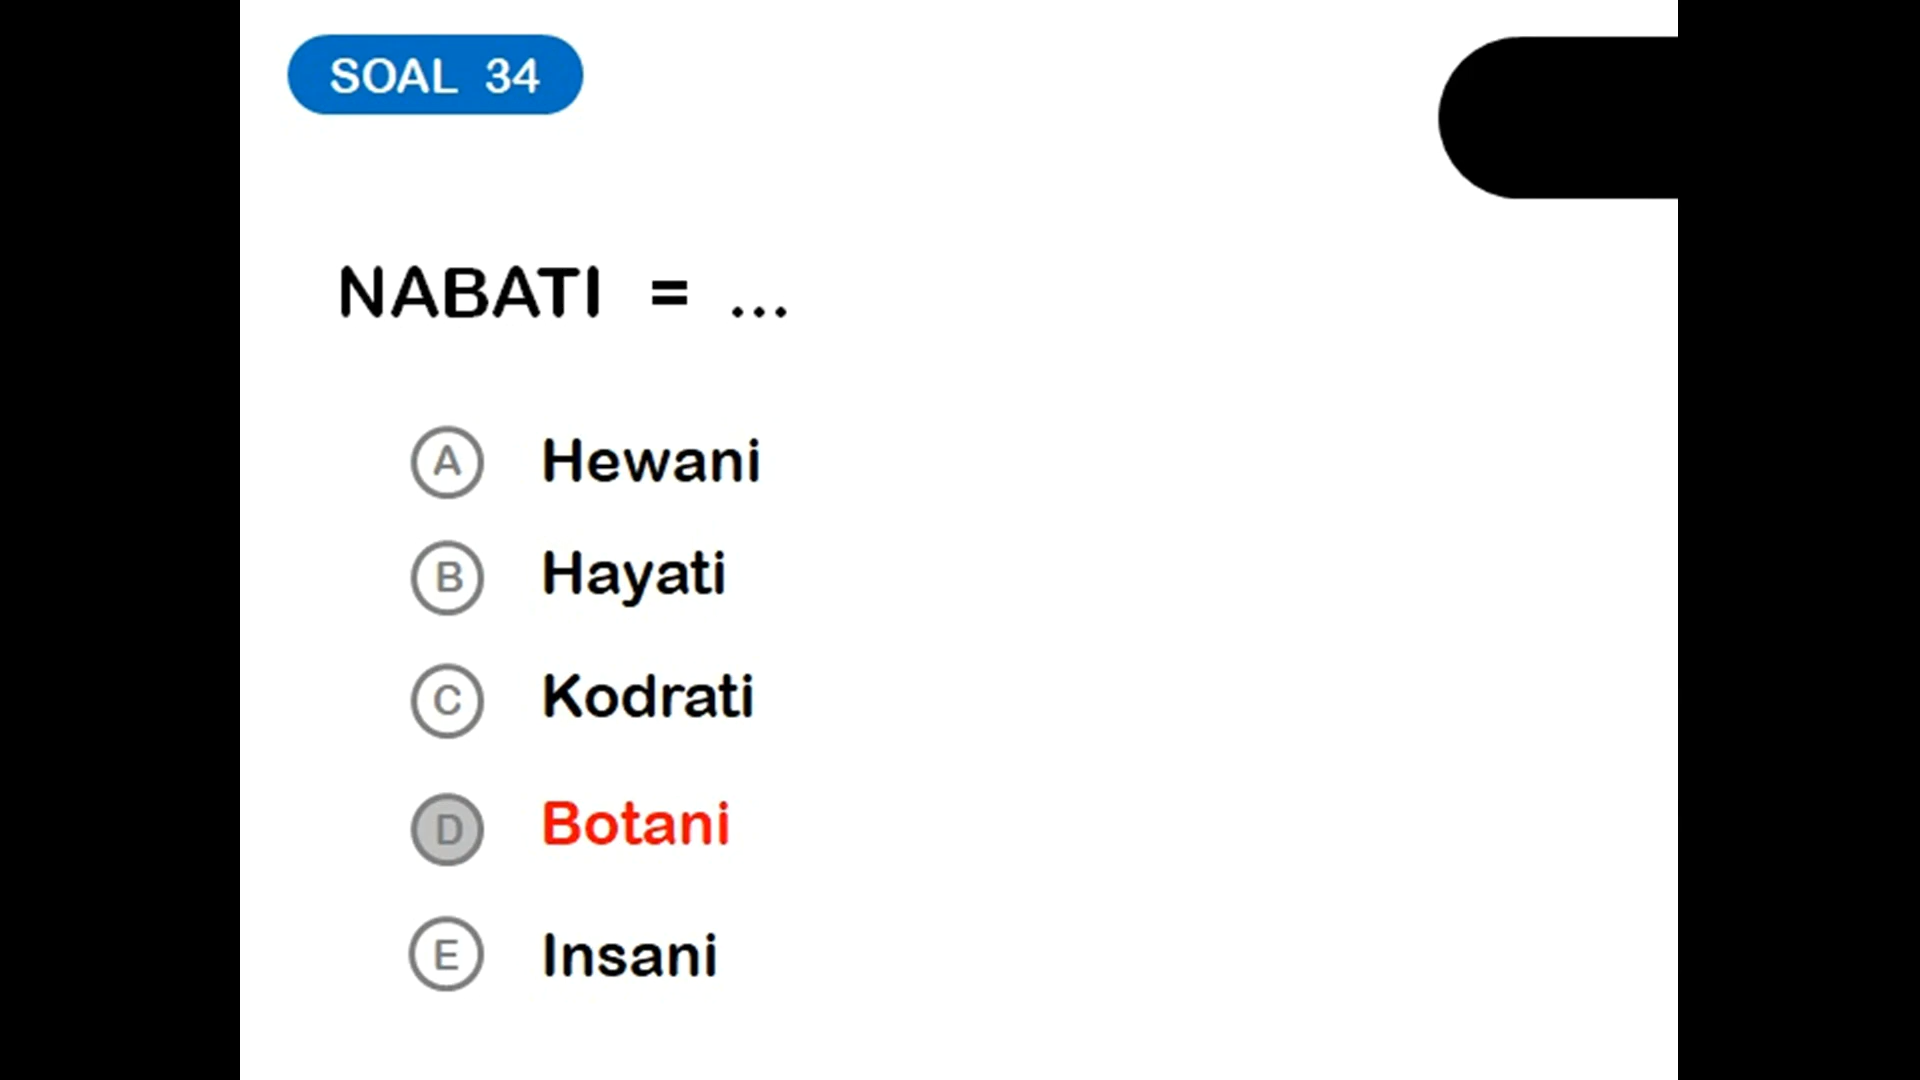 SOAL 34
NABATI = ...
A Hewani
B Hayati
C Kodrati
D Botani
E Insani